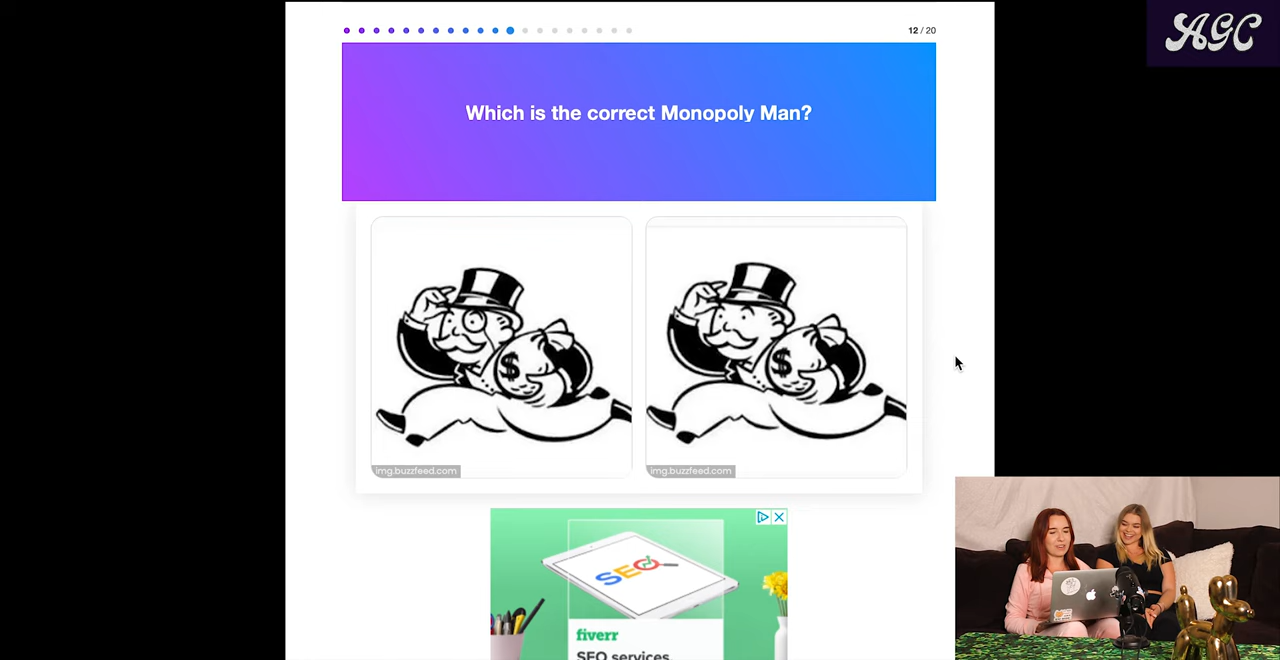 AGC
12 / 20
Which is the correct Monopoly Man?
$
$
img.buzzfeed.com
img.buzzfeed.com
SEO
fiverr
SEO services,